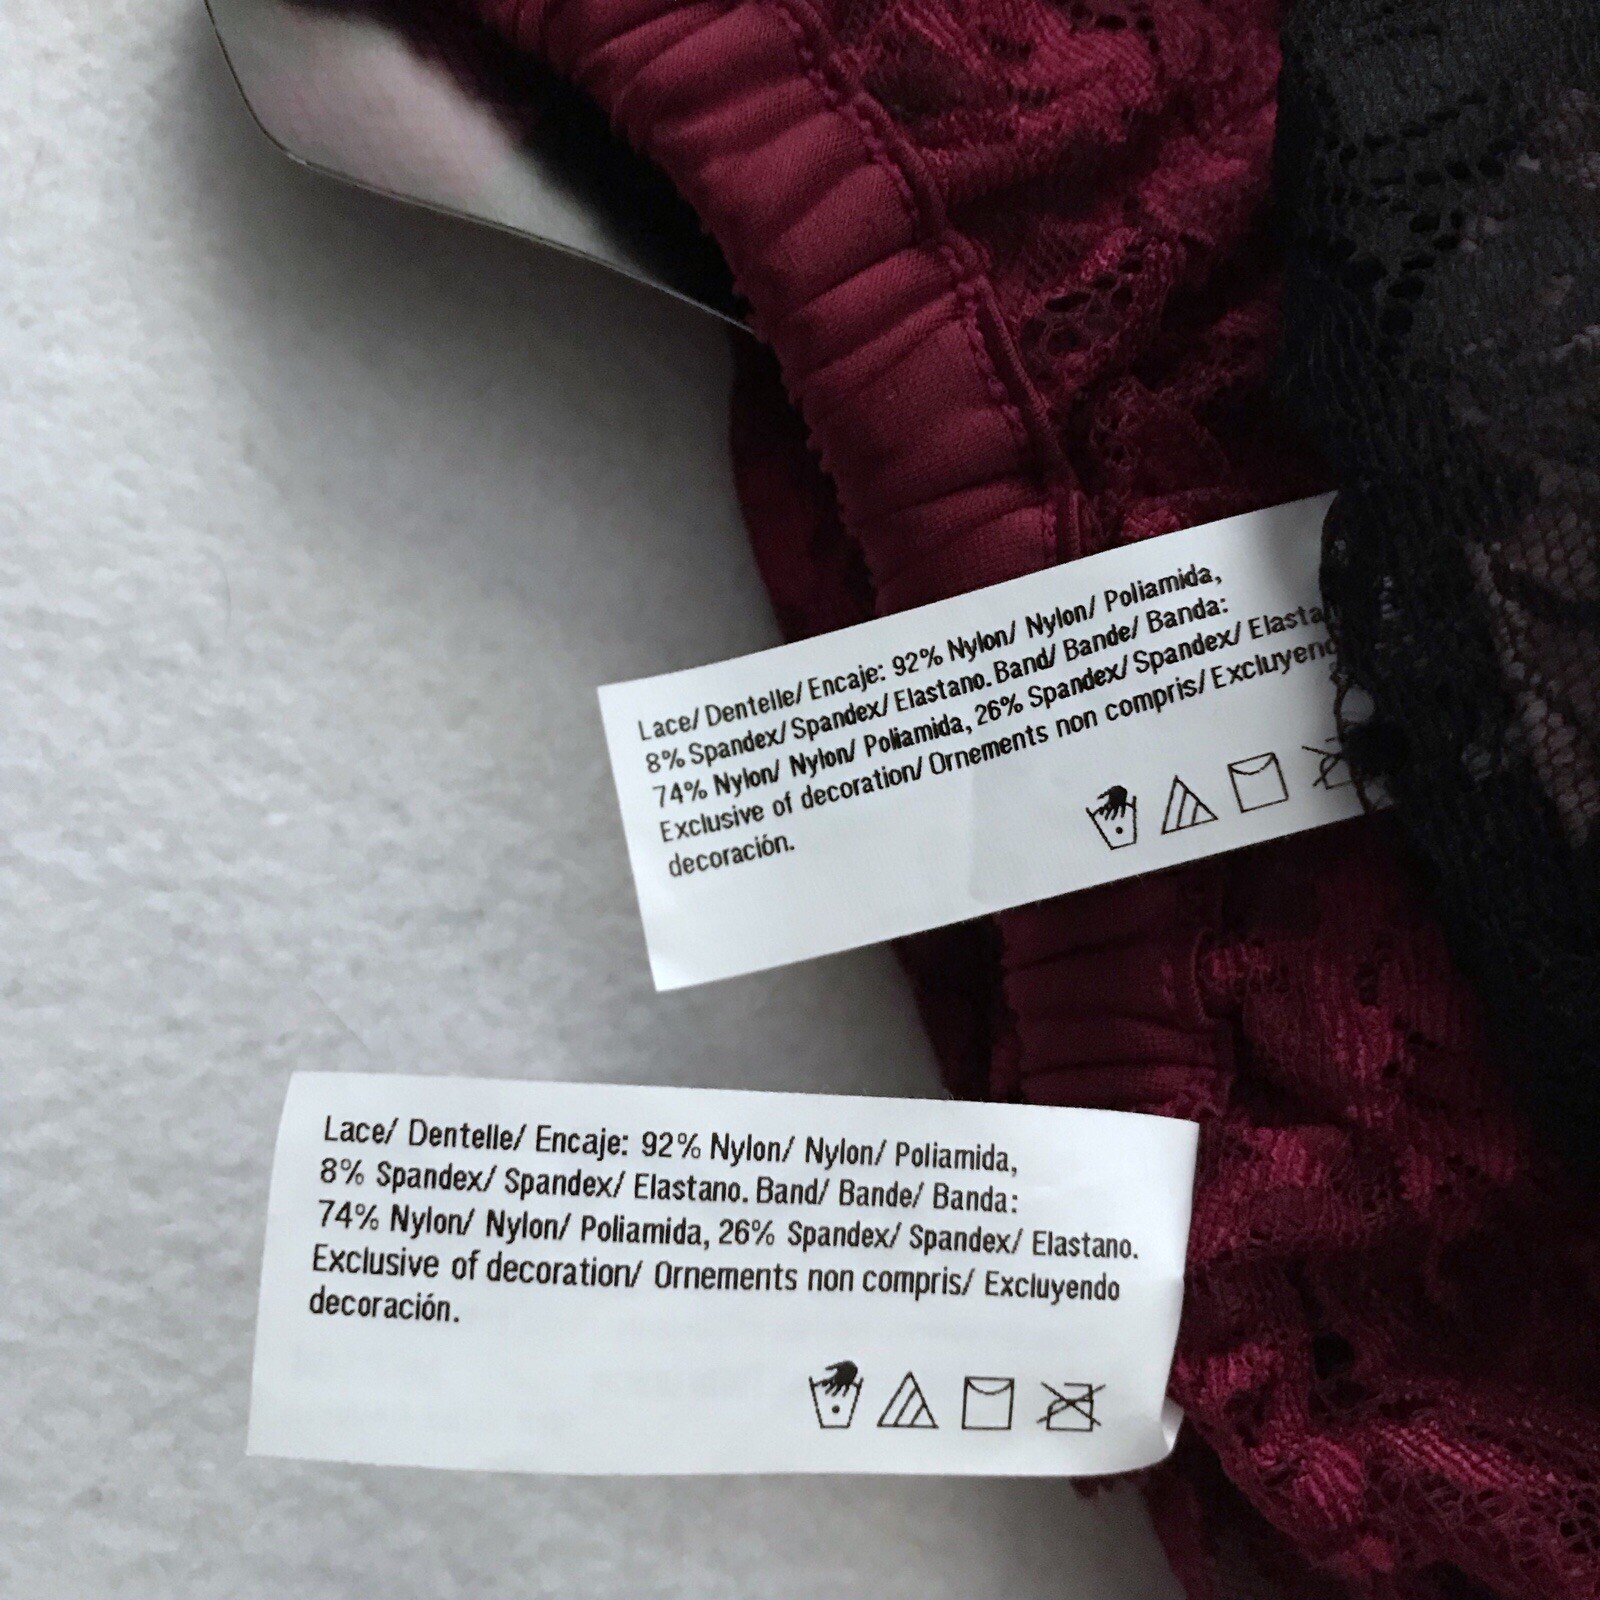 Lace/ Dentelle/ Encaje: 92% Nylon/ Nylon/ Poliamida,
8% Spandex/ Spandex/ Elastano. Band/ Bande/ Banda:
74% Nylon/ Nylon/ Poliamida, 26% Spandex/ Spandex/
Exclusive of decoration/ Ornements non compris/
decoración.
Lace/ Dentelle/ Encaje: 92% Nylon/ Nylon/ Poliamida,
8% Spandex/ Spandex/ Elastano. Band/ Bande/ Banda:
74% Nylon/ Nylon/ Poliamida, 26% Spandex/ Spandex/ Elastano.
Exclusive of decoration/ Ornements non compris/ Excluyendo
decoración.